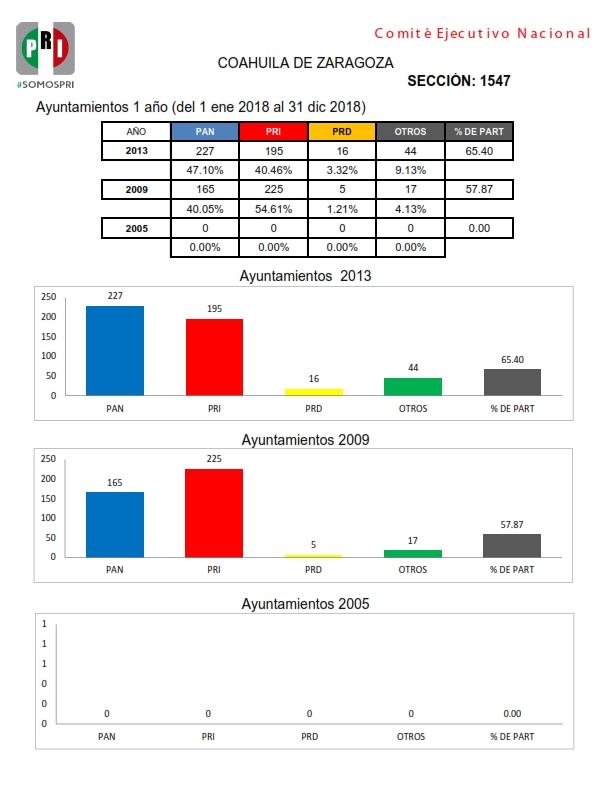 Comité Ejecutivo Nacional
PRI
#SOMOSPRI
COAHUILA DE ZARAGOZA
SECCIÓN: 1547
Ayuntamientos 1 año (del 1 ene 2018 al 31 dic 2018)
AÑO PAN PRI PRD OTROS % DE PART
2013 227 195 16 44 65.40
47.10% 40.46% 3.32% 9.13%
2009 165 225 5 17 57.87
40.05% 54.61% 1.21% 4.13%
2005 0 0 0 0 0.00
0.00% 0.00% 0.00% 0.00%
Ayuntamientos 2013
250
200
150
100
50
0
227
195
16
44
65.40
PAN PRI PRD OTROS % DE PART
Ayuntamientos 2009
250
200
150
100
50
0
165
225
5
17
57.87
PAN PRI PRD OTROS % DE PART
Ayuntamientos 2005
1
1
1
0
0
0
0 0 0 0 0.00
PAN PRI PRD OTROS % DE PART